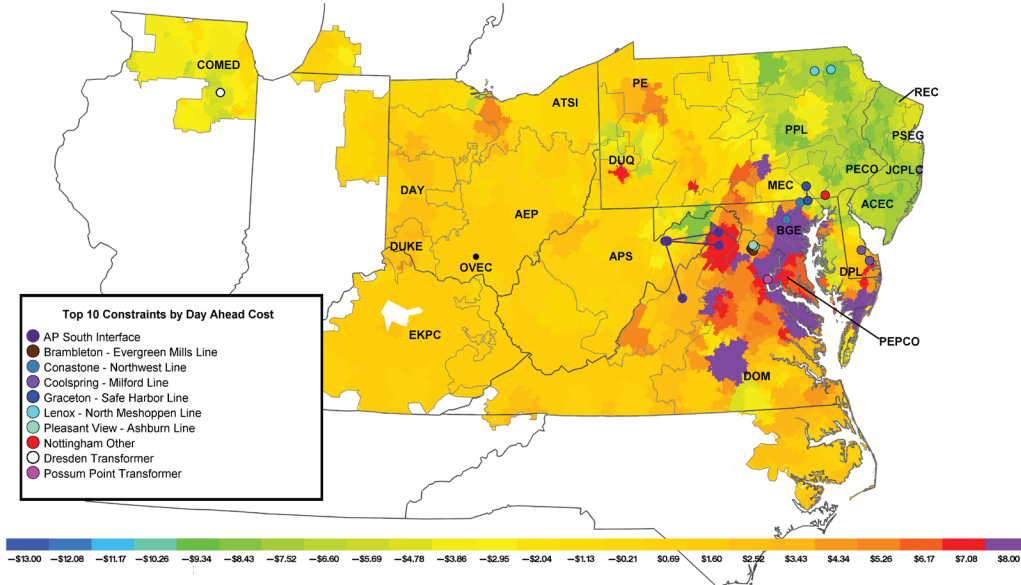 COMED
PE
ATSI
REC
PPL
PSEG
DUQ
PECO
JCPLC
MEC
DAY
ACEC
AEP
BGE
DUKE
APS
OVEC
DPL
EKPC
PEPCO
DOM
Top 10 Constraints by Day Ahead Cost
AP South Interface
Brambleton - Evergreen Mills Line
Conastone - Northwest Line
Coolspring - Milford Line
Graceton - Safe Harbor Line
Lenox - North Meshoppen Line
Pleasant View - Ashburn Line
Nottingham Other
Dresden Transformer
Possum Point Transformer
–$13.00 –$12.08 –$11.17 –$10.26 –$9.34 –$8.43 –$7.52 –$6.60 –$5.69 –$4.78 –$3.86 –$2.95 –$2.04 –$1.13 –$0.21 $0.69 $1.60 $2.52 $3.43 $4.34 $5.26 $6.17 $7.08 $8.00